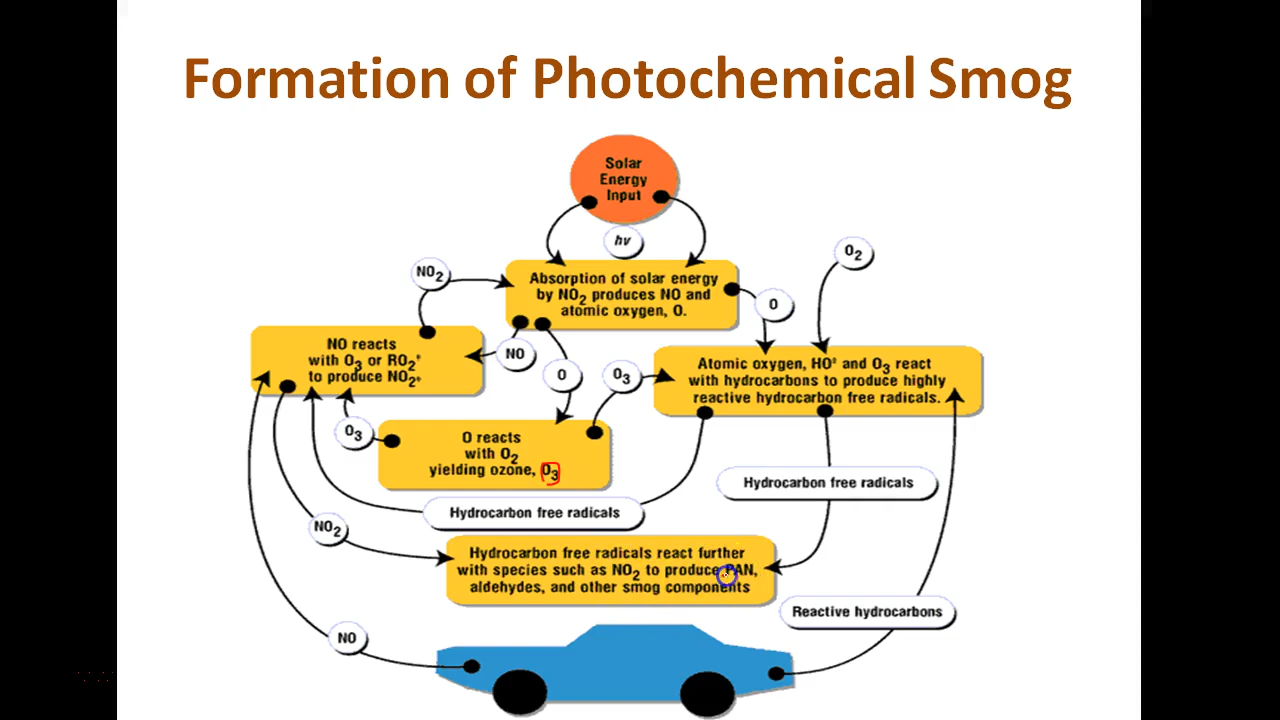 Formation of Photochemical Smog
Solar
Energy
Input
hv
NO2
O2
Absorption of solar energy
by NO2 produces NO and
atomic oxygen, O.
O
NO reacts
with O3 or RO2•
to produce NO2•
NO
O
O3
Atomic oxygen, HO• and O3 react
with hydrocarbons to produce highly
reactive hydrocarbon free radicals.
O3
O reacts
with O2
yielding ozone, O3
Hydrocarbon free radicals
Hydrocarbon free radicals
NO2
Hydrocarbon free radicals react further
with species such as NO2 to produce PAN,
aldehydes, and other smog components
Reactive hydrocarbons
NO